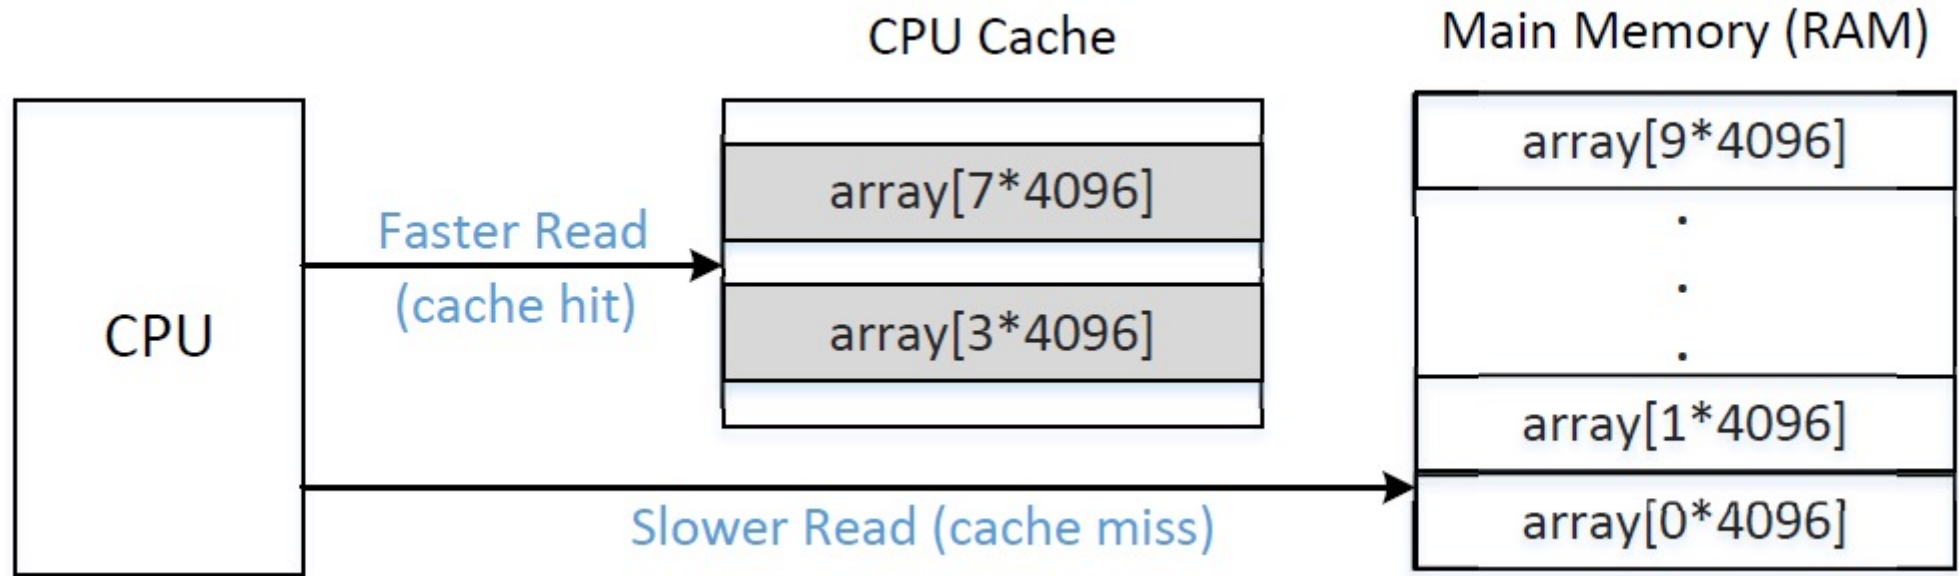 CPU Cache
Main Memory (RAM)
CPU
Faster Read
(cache hit)
array[7*4096]
array[3*4096]
Slower Read (cache miss)
array[9*4096]
.
.
.
array[1*4096]
array[0*4096]